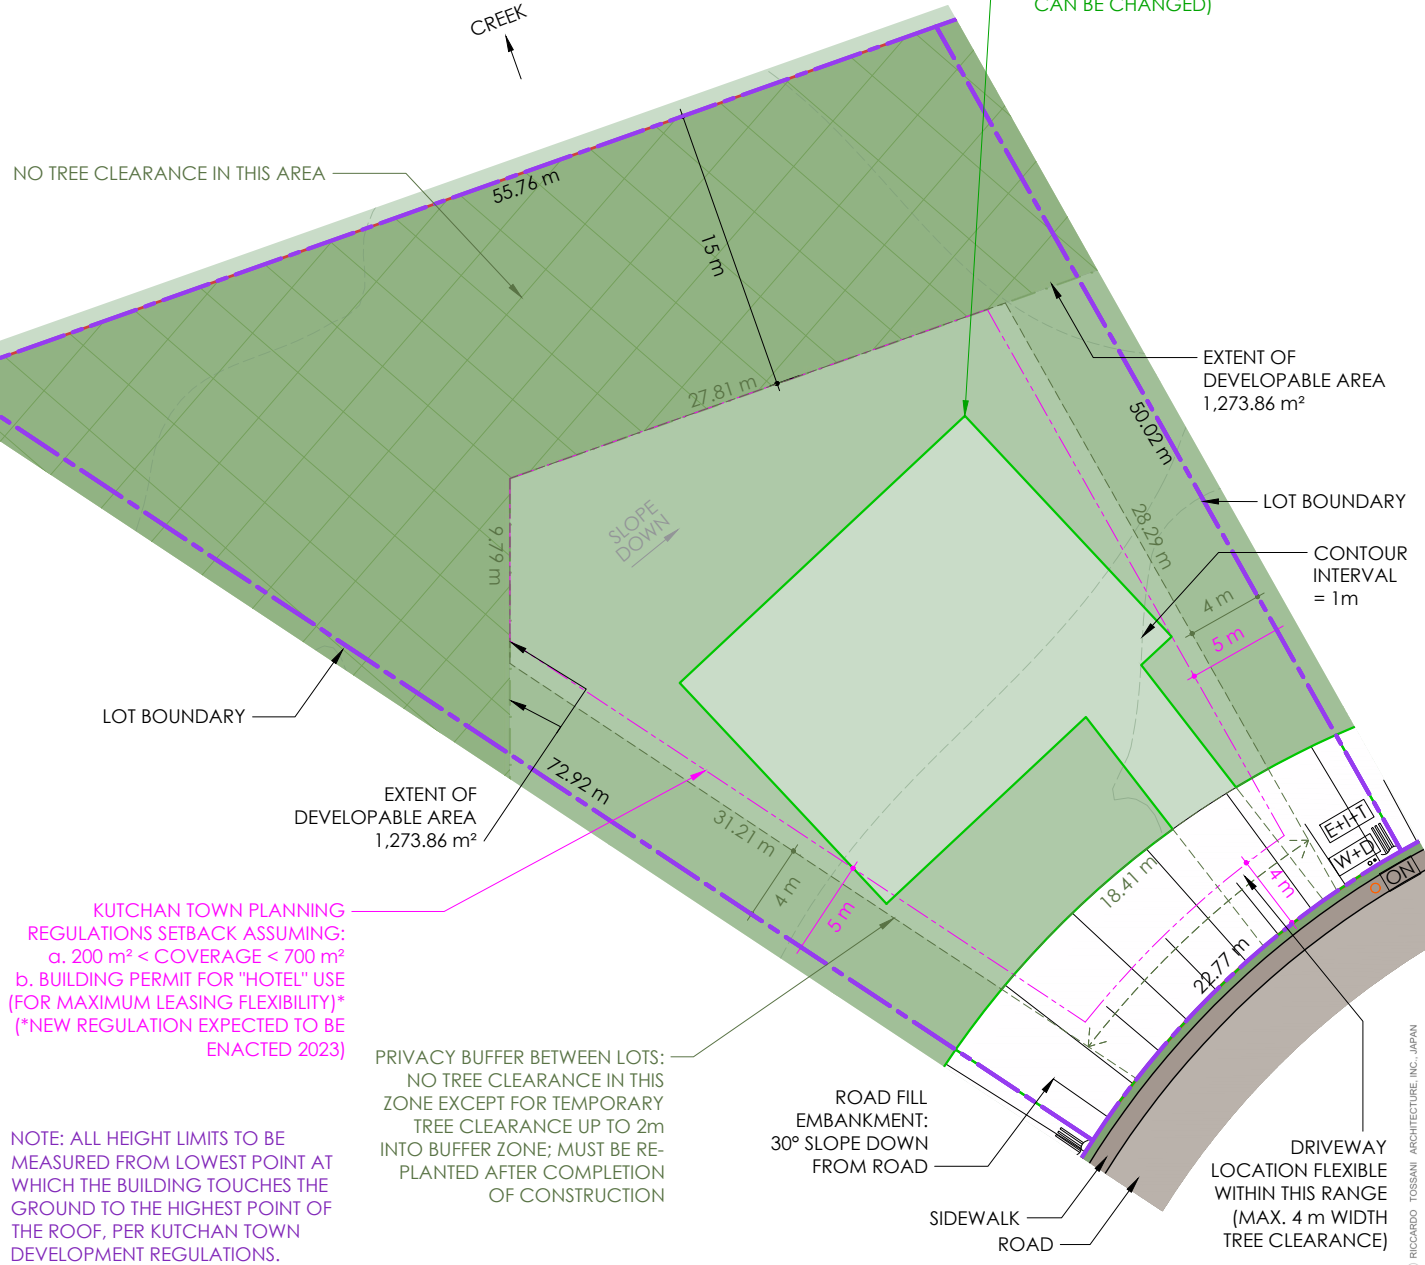 CAN BE CHANGED)
CREEK
NO TREE CLEARANCE IN THIS AREA
55.76 m
15 m
27.81 m
EXTENT OF
DEVELOPABLE AREA
1,273.86 m²
50.02 m
LOT BOUNDARY
SLOPE
DOWN
9.79 m
28.29 m
CONTOUR
INTERVAL
= 1m
4 m
5 m
LOT BOUNDARY
72.92 m
EXTENT OF
DEVELOPABLE AREA
1,273.86 m²
31.21 m
4 m
5 m
18.41 m
E+H+T
W+D
ON
4 m
22.77 m
KUTCHAN TOWN PLANNING
REGULATIONS SETBACK ASSUMING:
a. 200 m² < COVERAGE < 700 m²
b. BUILDING PERMIT FOR "HOTEL" USE
(FOR MAXIMUM LEASING FLEXIBILITY)*
(*NEW REGULATION EXPECTED TO BE
ENACTED 2023)
PRIVACY BUFFER BETWEEN LOTS:
NO TREE CLEARANCE IN THIS
ZONE EXCEPT FOR TEMPORARY
TREE CLEARANCE UP TO 2m
INTO BUFFER ZONE; MUST BE RE-
PLANTED AFTER COMPLETION
OF CONSTRUCTION
ROAD FILL
EMBANKMENT:
30° SLOPE DOWN
FROM ROAD
SIDEWALK
ROAD
DRIVEWAY
LOCATION FLEXIBLE
WITHIN THIS RANGE
(MAX. 4 m WIDTH
TREE CLEARANCE)
NOTE: ALL HEIGHT LIMITS TO BE
MEASURED FROM LOWEST POINT AT
WHICH THE BUILDING TOUCHES THE
GROUND TO THE HIGHEST POINT OF
THE ROOF, PER KUTCHAN TOWN
DEVELOPMENT REGULATIONS.
RICCARDO TOSSANI ARCHITECTURE, INC., JAPAN